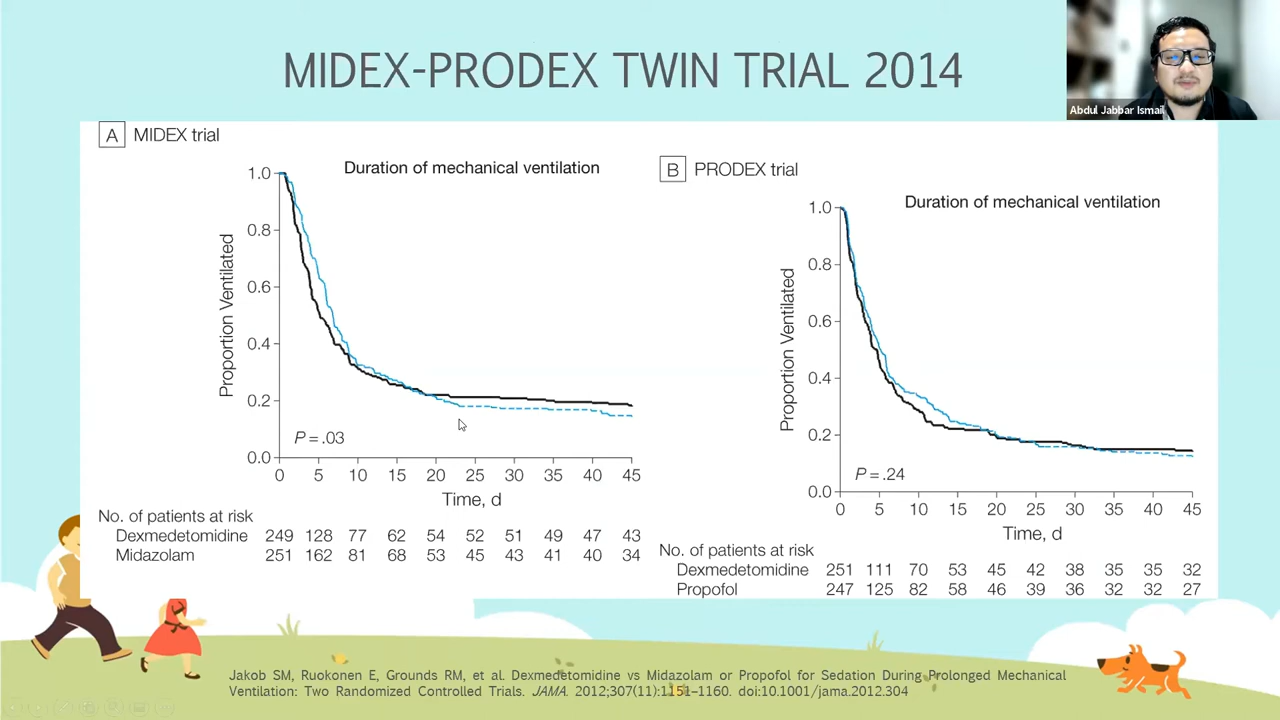 MIDEX-PRODEX TWIN TRIAL 2014
Abdul Jabbar Ismail
A MIDEX trial
Duration of mechanical ventilation
Proportion Ventilated
1.0
0.8
0.6
0.4
0.2
0.0
P = .03
0 5 10 15 20 25 30 35 40 45
Time, d
No. of patients at risk
Dexmedetomidine 249 128 77 62 54 52 51 49 47 43
Midazolam 251 162 81 68 53 45 43 41 40 34
B PRODEX trial
Duration of mechanical ventilation
Proportion Ventilated
1.0
0.8
0.6
0.4
0.2
0.0
P = .24
0 5 10 15 20 25 30 35 40 45
Time, d
No. of patients at risk
Dexmedetomidine 251 111 70 53 45 42 38 35 35 32
Propofol 247 125 82 58 46 39 36 32 32 27
Jakob SM, Ruokonen E, Grounds RM, et al. Dexmedetomidine vs Midazolam or Propofol for Sedation During Prolonged Mechanical
Ventilation: Two Randomized Controlled Trials. JAMA. 2012;307(11):1151–1160. doi:10.1001/jama.2012.304